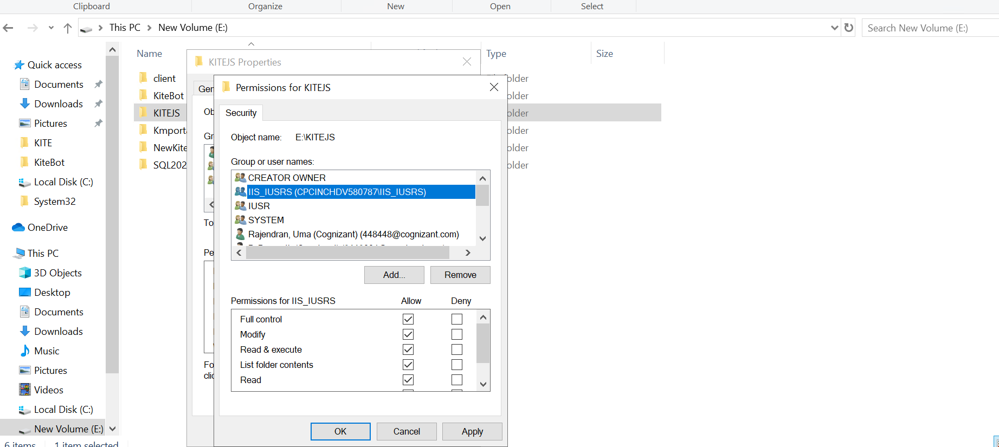 Clipboard Organize New Open Select
This PC New Volume (E:)
Search New Volume (E:)
Name Type Size
Quick access
Documents
Downloads
Pictures
KITE
KiteBot
Local Disk (C:)
System32
OneDrive
This PC
3D Objects
Desktop
Documents
Downloads
Music
Pictures
Videos
Local Disk (C:)
New Volume (E:)
6 items 1 item selected
client
KiteBot
KITEJS
Kmporta
NewKite
SQL202
older
older
older
older
older
older
KITEJS Properties
Gen
Ob
Gr
To
Pe
Fo
clic
Permissions for KITEJS
Security
Object name: E:\KITEJS
Group or user names:
CREATOR OWNER
IIS_IUSRS (CPCINCHDV580787\IIS_IUSRS)
IUSR
SYSTEM
Rajendran, Uma (Cognizant) (448448@cognizant.com)
Add... Remove
Permissions for IIS_IUSRS Allow Deny
Full control
Modify
Read & execute
List folder contents
Read
OK Cancel Apply